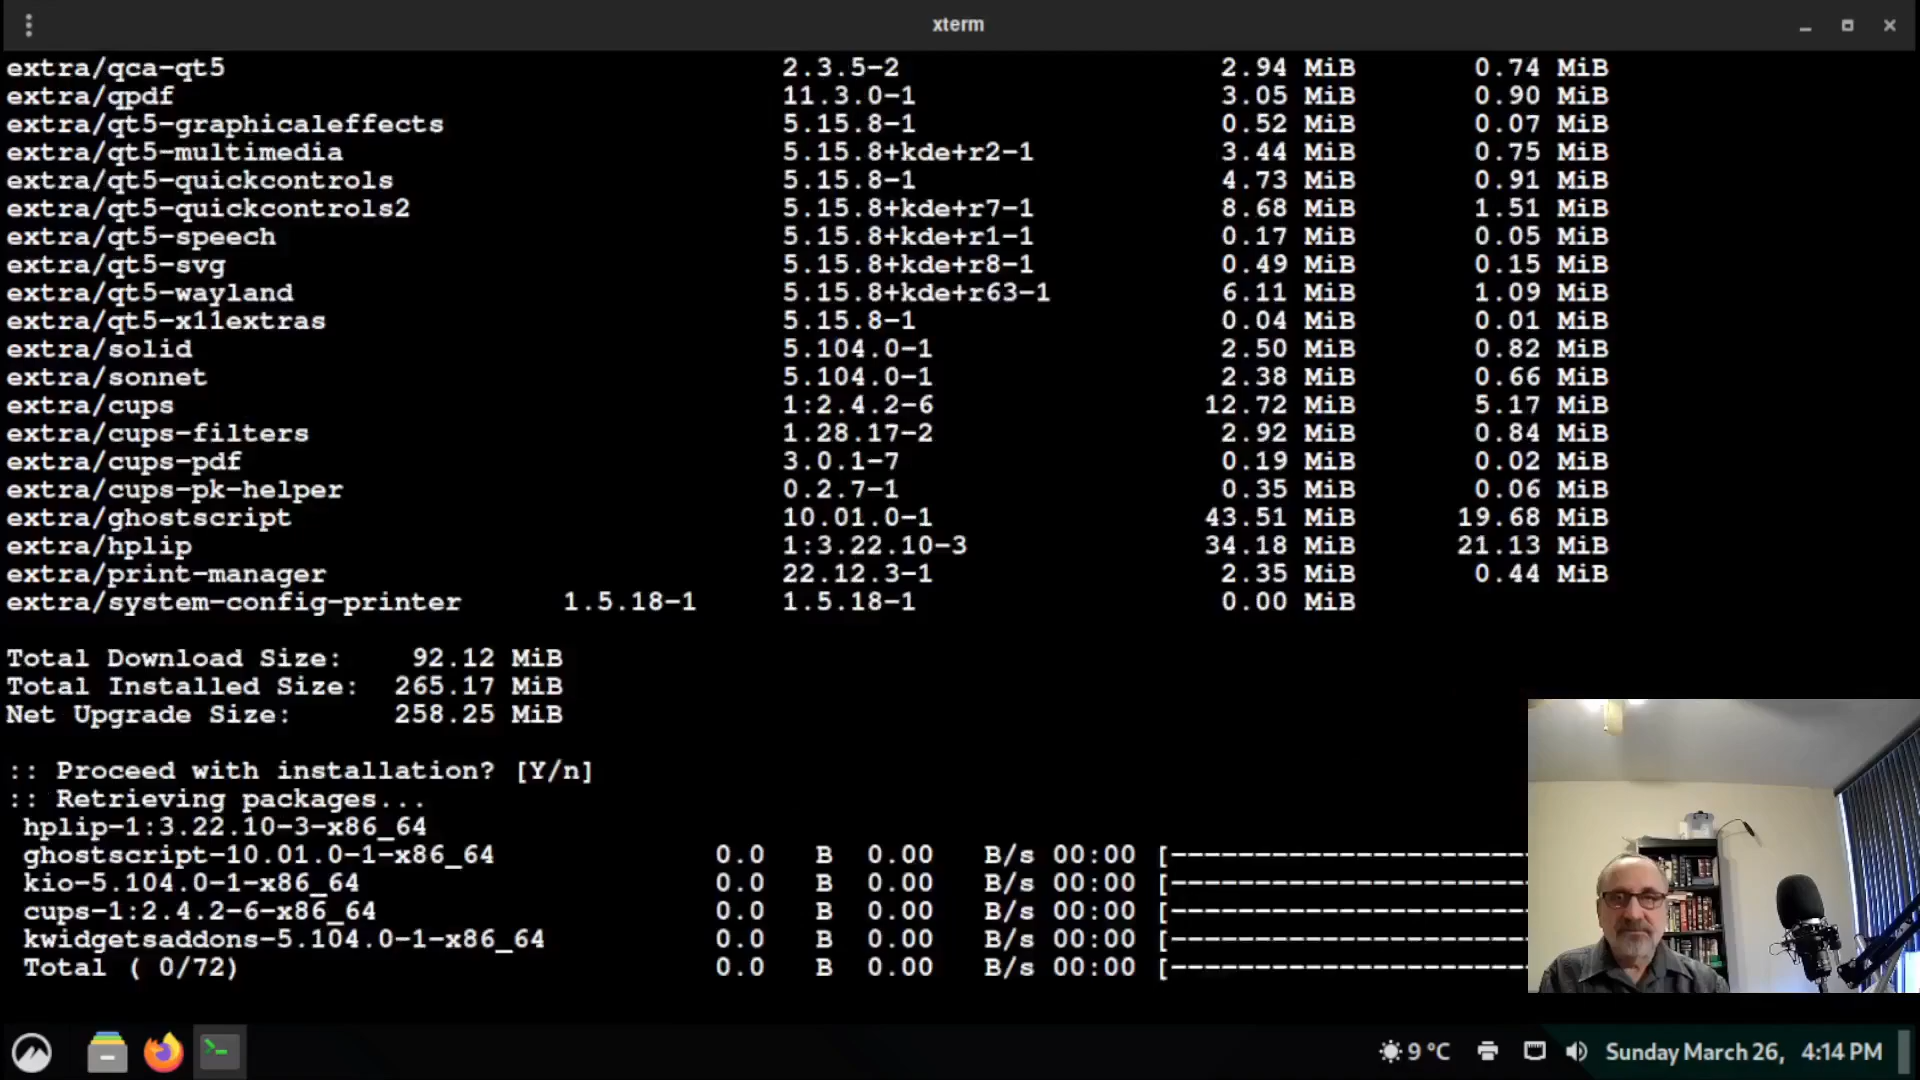 xterm
extra/qca-qt5 2.3.5-2 2.94 MiB 0.74 MiB
extra/qpdf 11.3.0-1 3.05 MiB 0.90 MiB
extra/qt5-graphicaleffects 5.15.8-1 0.52 MiB 0.07 MiB
extra/qt5-multimedia 5.15.8+kde+r2-1 3.44 MiB 0.75 MiB
extra/qt5-quickcontrols 5.15.8-1 4.73 MiB 0.91 MiB
extra/qt5-quickcontrols2 5.15.8+kde+r7-1 8.68 MiB 1.51 MiB
extra/qt5-speech 5.15.8+kde+r1-1 0.17 MiB 0.05 MiB
extra/qt5-svg 5.15.8+kde+r8-1 0.49 MiB 0.15 MiB
extra/qt5-wayland 5.15.8+kde+r63-1 6.11 MiB 1.09 MiB
extra/qt5-x11extras 5.15.8-1 0.04 MiB 0.01 MiB
extra/solid 5.104.0-1 2.50 MiB 0.82 MiB
extra/sonnet 5.104.0-1 2.38 MiB 0.66 MiB
extra/cups 1:2.4.2-6 12.72 MiB 5.17 MiB
extra/cups-filters 1.28.17-2 2.92 MiB 0.84 MiB
extra/cups-pdf 3.0.1-7 0.19 MiB 0.02 MiB
extra/cups-pk-helper 0.2.7-1 0.35 MiB 0.06 MiB
extra/ghostscript 10.01.0-1 43.51 MiB 19.68 MiB
extra/hplip 1:3.22.10-3 34.18 MiB 21.13 MiB
extra/print-manager 22.12.3-1 2.35 MiB 0.44 MiB
extra/system-config-printer 1.5.18-1 1.5.18-1 0.00 MiB
Total Download Size: 92.12 MiB
Total Installed Size: 265.17 MiB
Net Upgrade Size: 258.25 MiB
:: Proceed with installation? [Y/n]
:: Retrieving packages...
hplip-1:3.22.10-3-x86_64
ghostscript-10.01.0-1-x86_64 0.0 B 0.00 B/s 00:00 [----------------------
kio-5.104.0-1-x86_64 0.0 B 0.00 B/s 00:00 [----------------------
cups-1:2.4.2-6-x86_64 0.0 B 0.00 B/s 00:00 [----------------------
kwidgetsaddons-5.104.0-1-x86_64 0.0 B 0.00 B/s 00:00 [----------------------
Total ( 0/72) 0.0 B 0.00 B/s 00:00 [----------------------
9 °C Sunday March 26, 4:14 PM